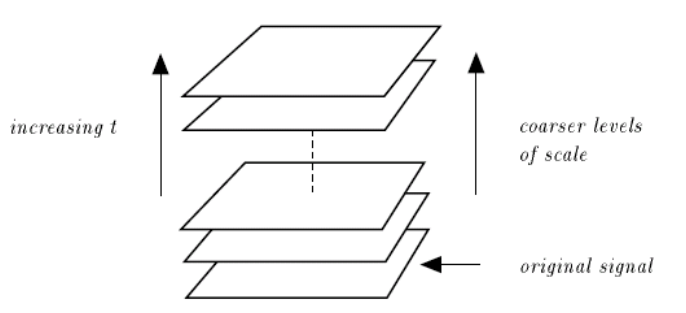 increasing t
coarser levels
of scale
original signal